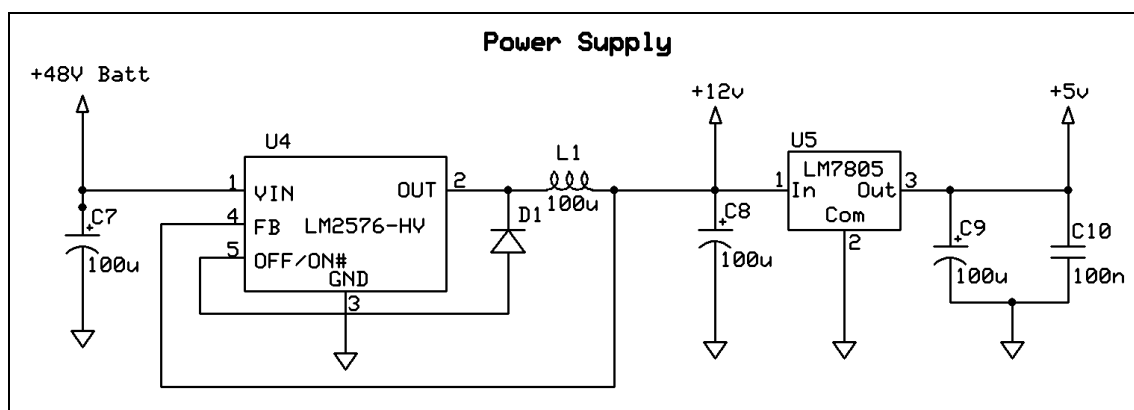 Power Supply
+48V Batt
+12v
+5v
U4
L1
U5
LM7805
1
VIN
OUT
2
100u
1
In
Out
3
C7
+
4
FB
LM2576-HV
D1
C8
+
Com
C9
+
C10
100u
5
OFF/ON#
100u
2
100u
100n
GND
3